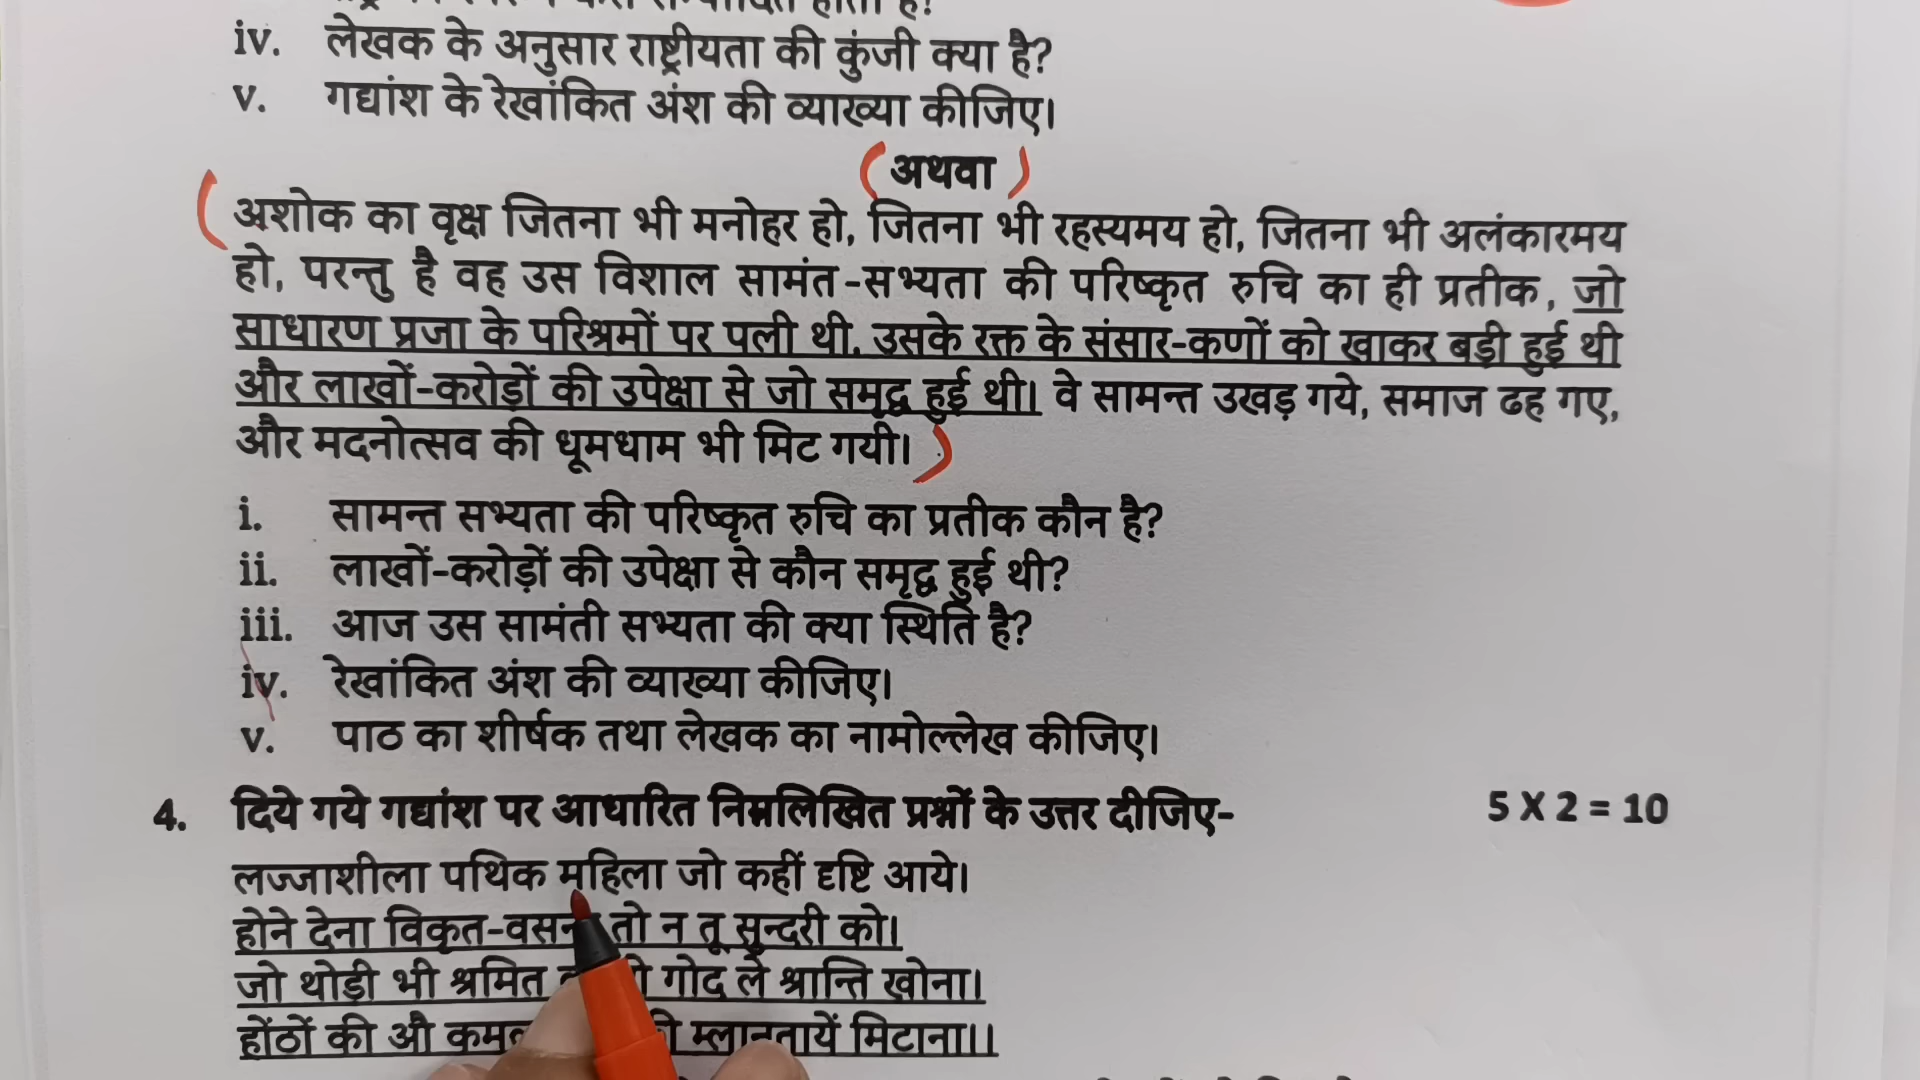 iv. लेखक के अनुसार राष्ट्रीयता की कुंजी क्या है?
v. गद्यांश के रेखांकित अंश की व्याख्या कीजिए।
(अथवा)
(अशोक का वृक्ष जितना भी मनोहर हो, जितना भी रहस्यमय हो, जितना भी अलंकारमय
हो, परन्तु है वह उस विशाल सामंत-सभ्यता की परिष्कृत रुचि का ही प्रतीक, जो
साधारण प्रजा के परिश्रमों पर पली थी, उसके रक्त के संसार-कणों को खाकर बड़ी हुई थी
और लाखों-करोड़ों की उपेक्षा से जो समृद्ध हुई थी। वे सामन्त उखड़ गये, समाज ढह गए,
और मदनोत्सव की धूमधाम भी मिट गयी।)
i. सामन्त सभ्यता की परिष्कृत रुचि का प्रतीक कौन है?
ii. लाखों-करोड़ों की उपेक्षा से कौन समृद्ध हुई थी?
iii. आज उस सामंती सभ्यता की क्या स्थिति है?
iv. रेखांकित अंश की व्याख्या कीजिए।
v. पाठ का शीर्षक तथा लेखक का नामोल्लेख कीजिए।
4. दिये गये गद्यांश पर आधारित निम्नलिखित प्रश्नों के उत्तर दीजिए- 5 X 2 = 10
लज्जाशीला पथिक महिला जो कहीं दृष्टि आये।
होने देना विकृत-वसना तो न तू सुन्दरी को।
जो थोड़ी भी श्रमित गोद ले श्रान्ति खोना।
होंठों की औ म्लानतायें मिटाना।।